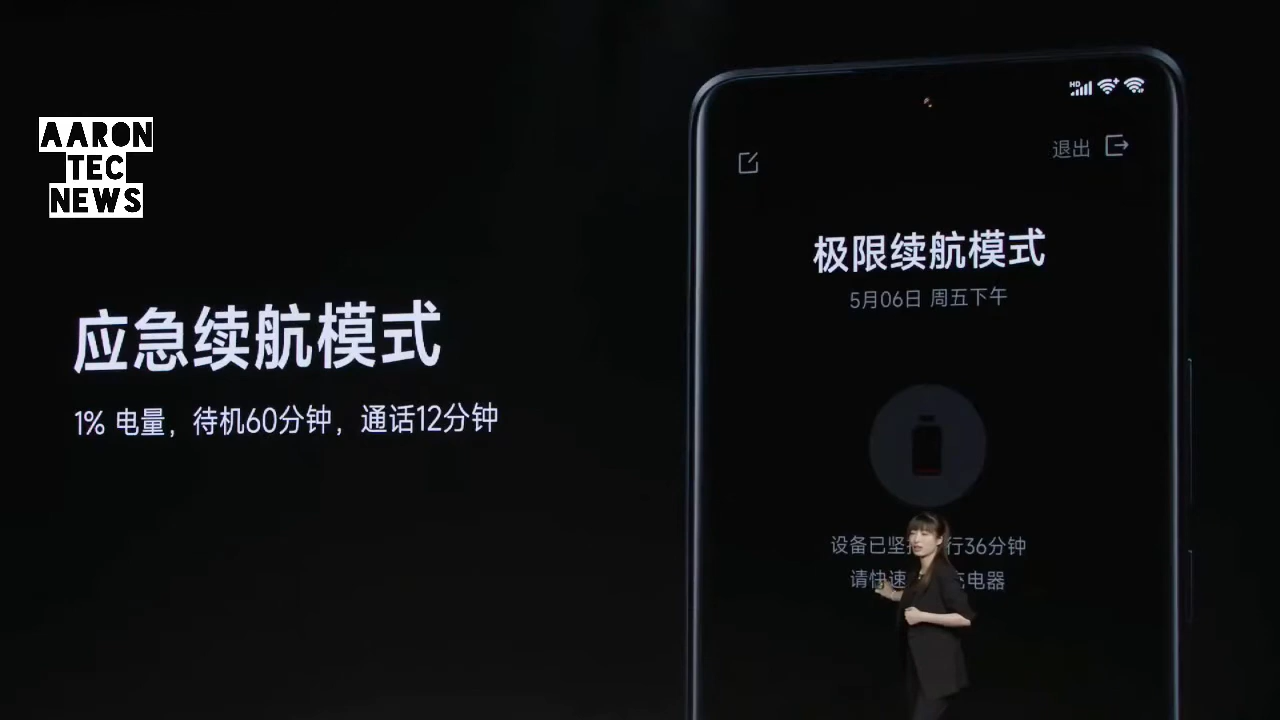 AARON
TEC
NEWS
应急续航模式
1% 电量，待机60分钟，通话12分钟
HD
退出
极限续航模式
5月06日 周五下午
设备已坚 行36分钟
请快速 充电器